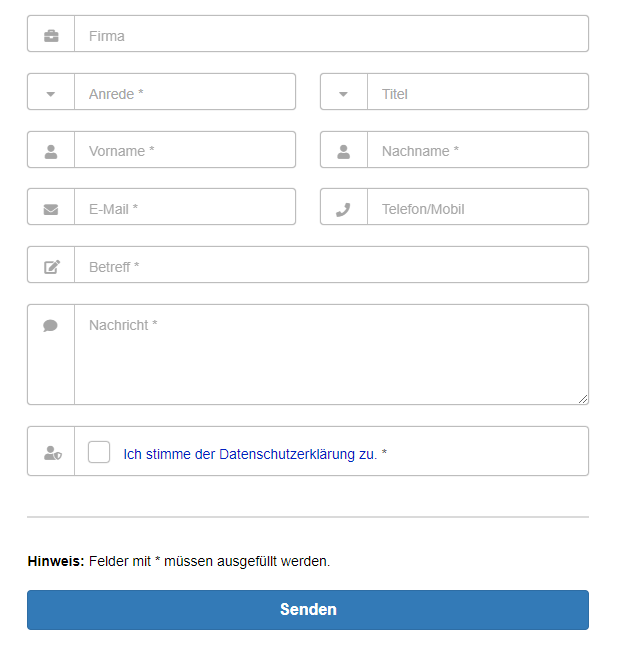 Firma
Anrede *
Titel
Vorname *
Nachname *
E-Mail *
Telefon/Mobil
Betreff *
Nachricht *
Ich stimme der Datenschutzerklärung zu. *
Hinweis: Felder mit * müssen ausgefüllt werden.
Senden